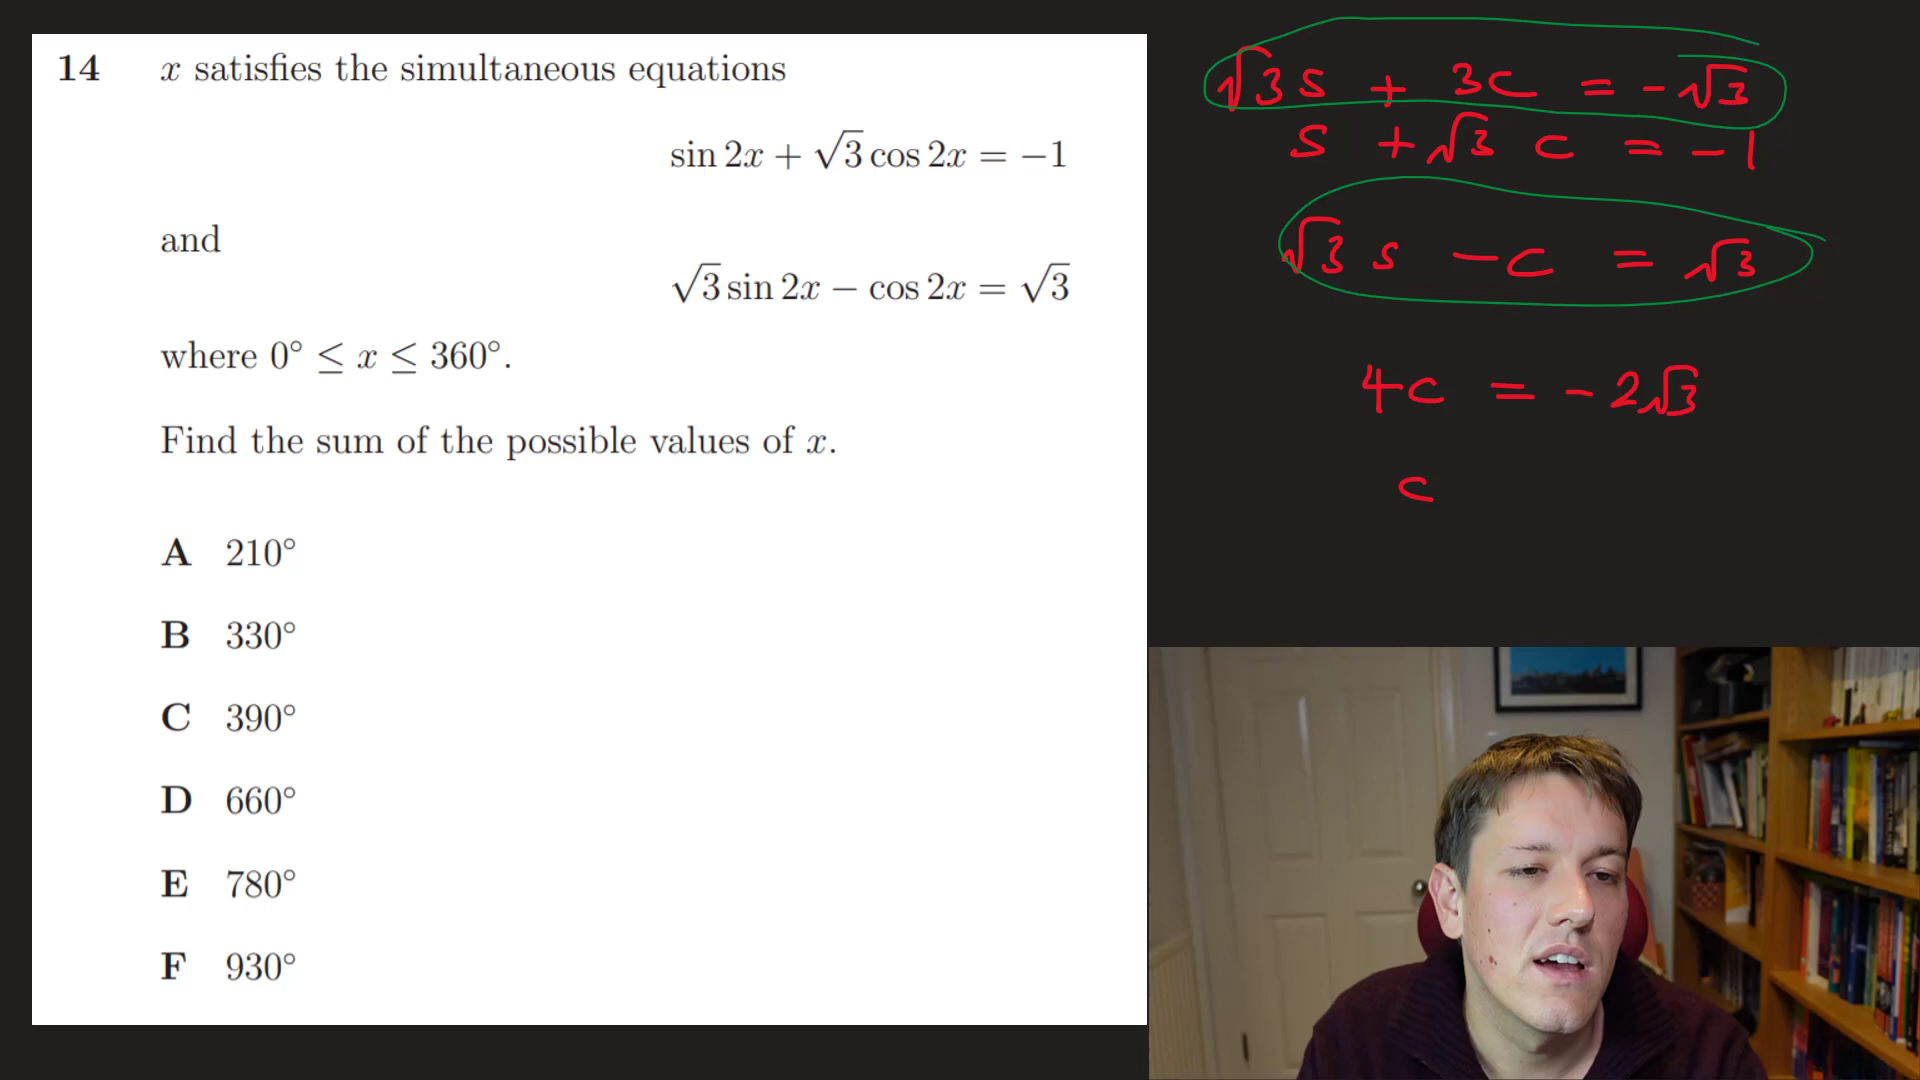 14 x satisfies the simultaneous equations
sin 2x + √3 cos 2x = −1
and
√3 sin 2x − cos 2x = √3
where 0° ≤ x ≤ 360°.
Find the sum of the possible values of x.
A 210°
B 330°
C 390°
D 660°
E 780°
F 930°
√3 s + 3c = −√3
s + √3 c = −1
√3 s − c = √3
4c = −2√3
c